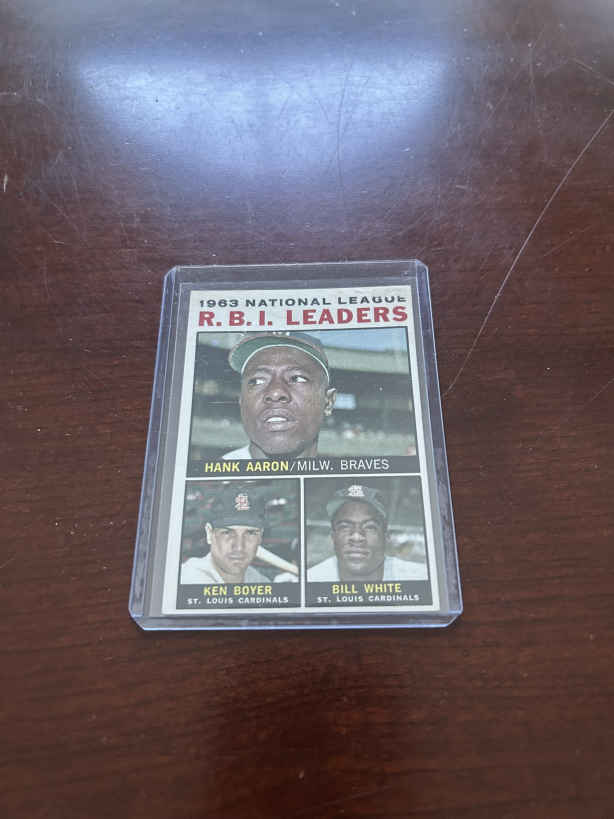 1963 NATIONAL LEAGUE
R.B.I. LEADERS
HANK AARON/MILW. BRAVES
KEN BOYER
ST. LOUIS CARDINALS
BILL WHITE
ST. LOUIS CARDINALS